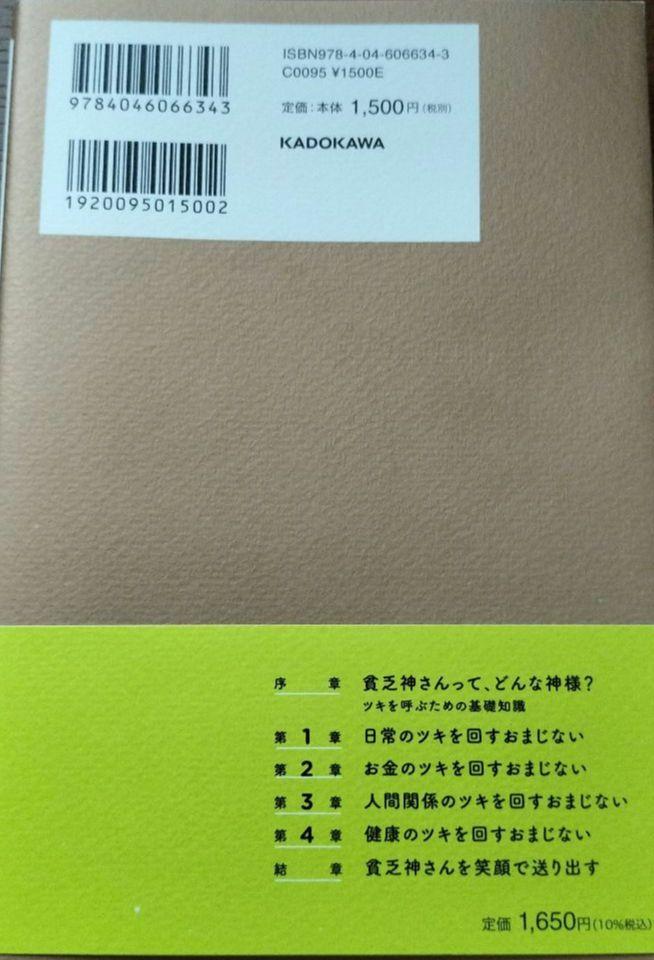 ISBN978-4-04-606634-3
C0095 ¥1500E
9784046066343
定価:本体 1,500円(税別)
KADOKAWA
1920095015002
序 章 貧乏神さんって、どんな神様?
ツキを呼ぶための基礎知識
第 1 章 日常のツキを回すおまじない
第 2 章 お金のツキを回すおまじない
第 3 章 人間関係のツキを回すおまじない
第 4 章 健康のツキを回すおまじない
結 章 貧乏神さんを笑顔で送り出す
定価 1,650円(10%税込)